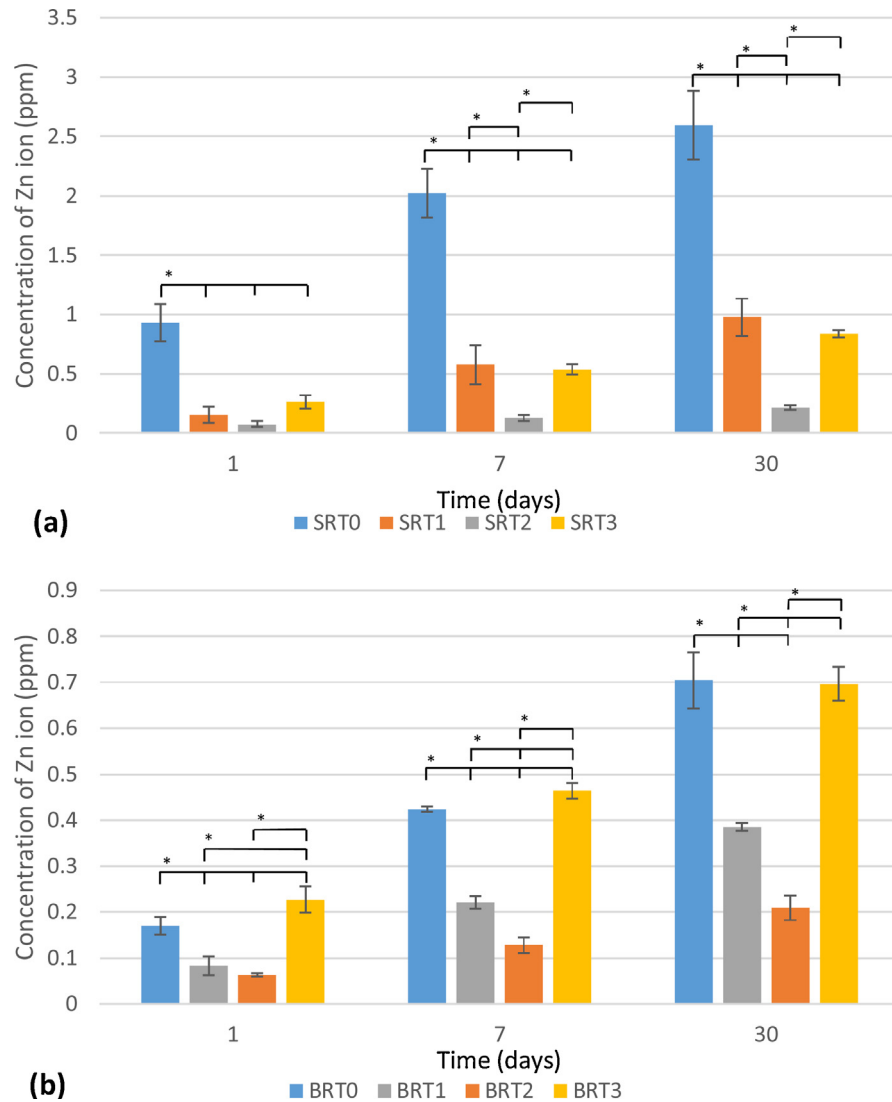 Concentration of Zn ion (ppm)
3.5
3
2.5
2
1.5
1
0.5
0
* * *
* * *
*
1 7 30
Time (days)
(a)
SRT0 SRT1 SRT2 SRT3
Concentration of Zn ion (ppm)
0.9
0.8
0.7
0.6
0.5
0.4
0.3
0.2
0.1
0
* * *
* * *
* * *
1 7 30
Time (days)
(b)
BRT0 BRT1 BRT2 BRT3